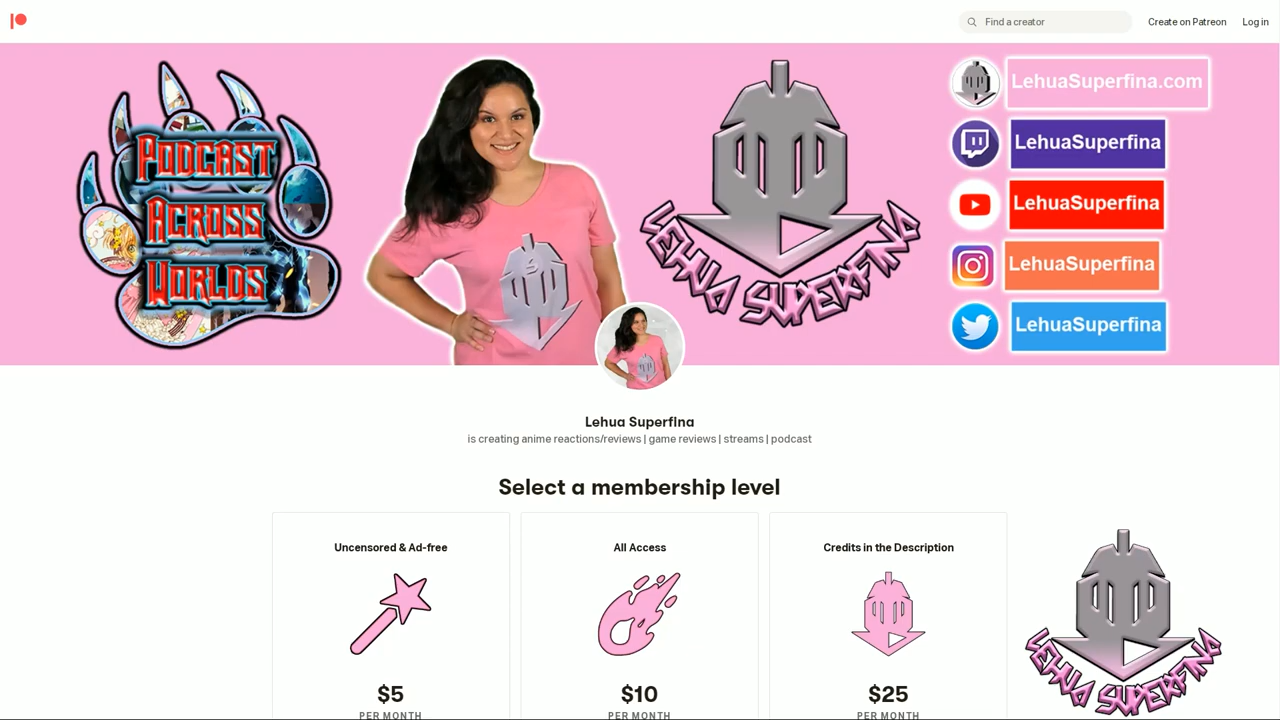 Find a creator
Create on Patreon
Log in
PODCAST
ACROSS
WORLDS
LEHUA SUPERFINA
LehuaSuperfina.com
LehuaSuperfina
LehuaSuperfina
LehuaSuperfina
LehuaSuperfina
Lehua Superfina
is creating anime reactions/reviews | game reviews | streams | podcast
Select a membership level
Uncensored & Ad-free
All Access
Credits in the Description
$5
$10
$25
PER MONTH
PER MONTH
PER MONTH
LEHUA SUPERFINA